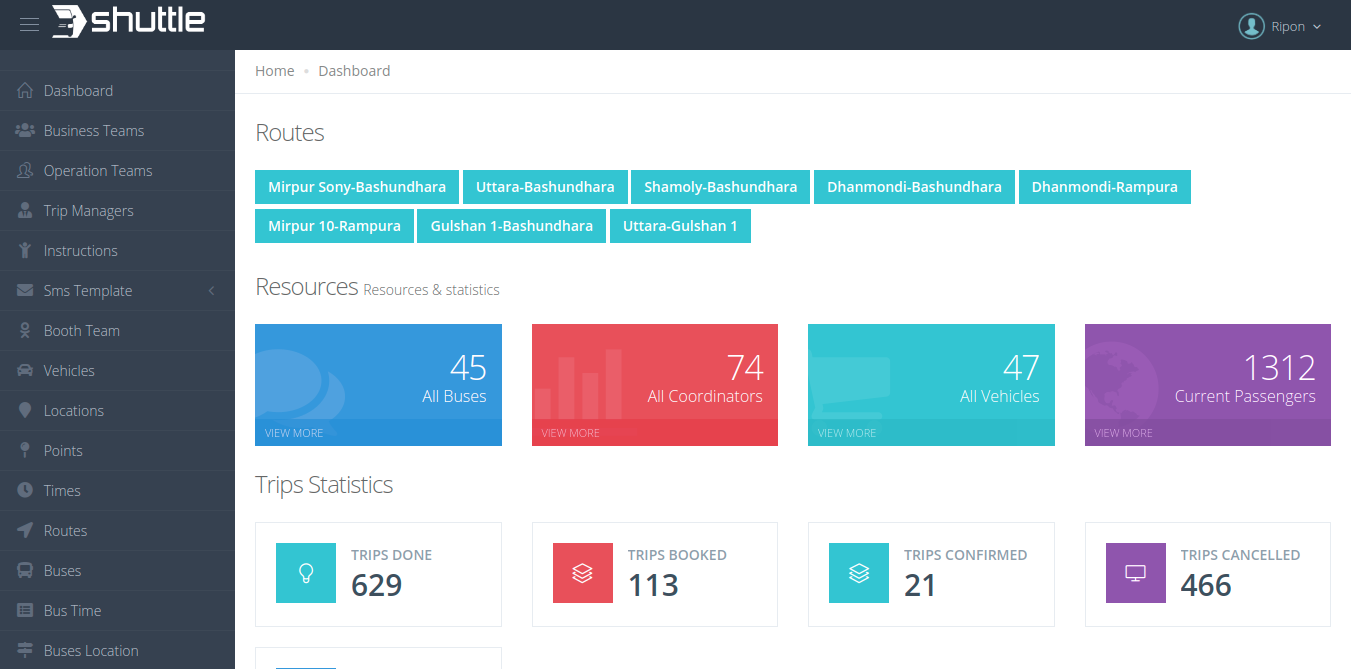 shuttle
Ripon
Home Dashboard
Dashboard
Business Teams
Operation Teams
Trip Managers
Instructions
Sms Template
Booth Team
Vehicles
Locations
Points
Times
Routes
Buses
Bus Time
Buses Location
Routes
Mirpur Sony-Bashundhara Uttara-Bashundhara Shamoly-Bashundhara Dhanmondi-Bashundhara Dhanmondi-Rampura
Mirpur 10-Rampura Gulshan 1-Bashundhara Uttara-Gulshan 1
Resources Resources & statistics
45
All Buses
VIEW MORE
74
All Coordinators
VIEW MORE
47
All Vehicles
VIEW MORE
1312
Current Passengers
VIEW MORE
Trips Statistics
TRIPS DONE
629
TRIPS BOOKED
113
TRIPS CONFIRMED
21
TRIPS CANCELLED
466